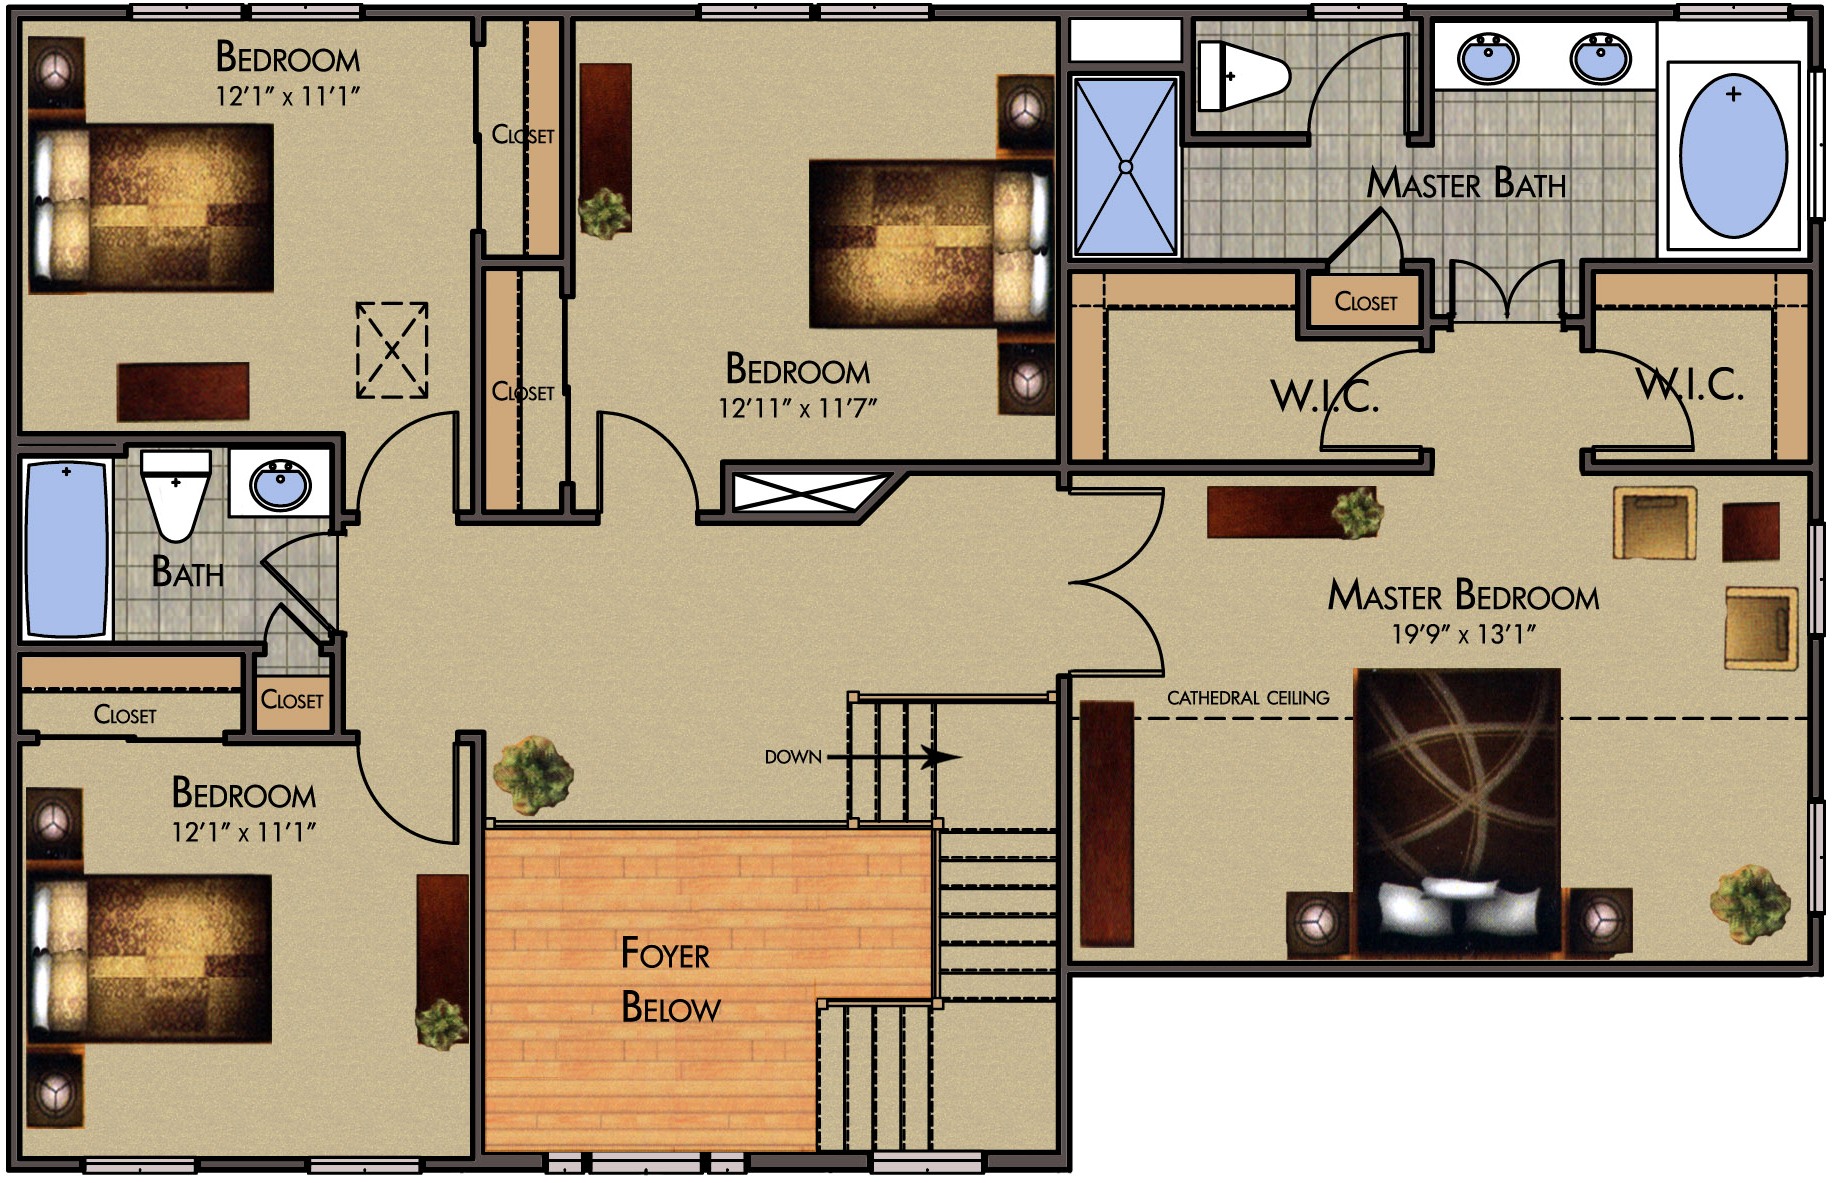 Bedroom
12'1" x 11'1"
Closet
Master Bath
Closet
Closet
Bedroom
12'11" x 11'7"
W.I.C.
W.I.C.
Bath
Master Bedroom
19'9" x 13'1"
Closet
Closet
Cathedral Ceiling
Down
Bedroom
12'1" x 11'1"
Foyer
Below